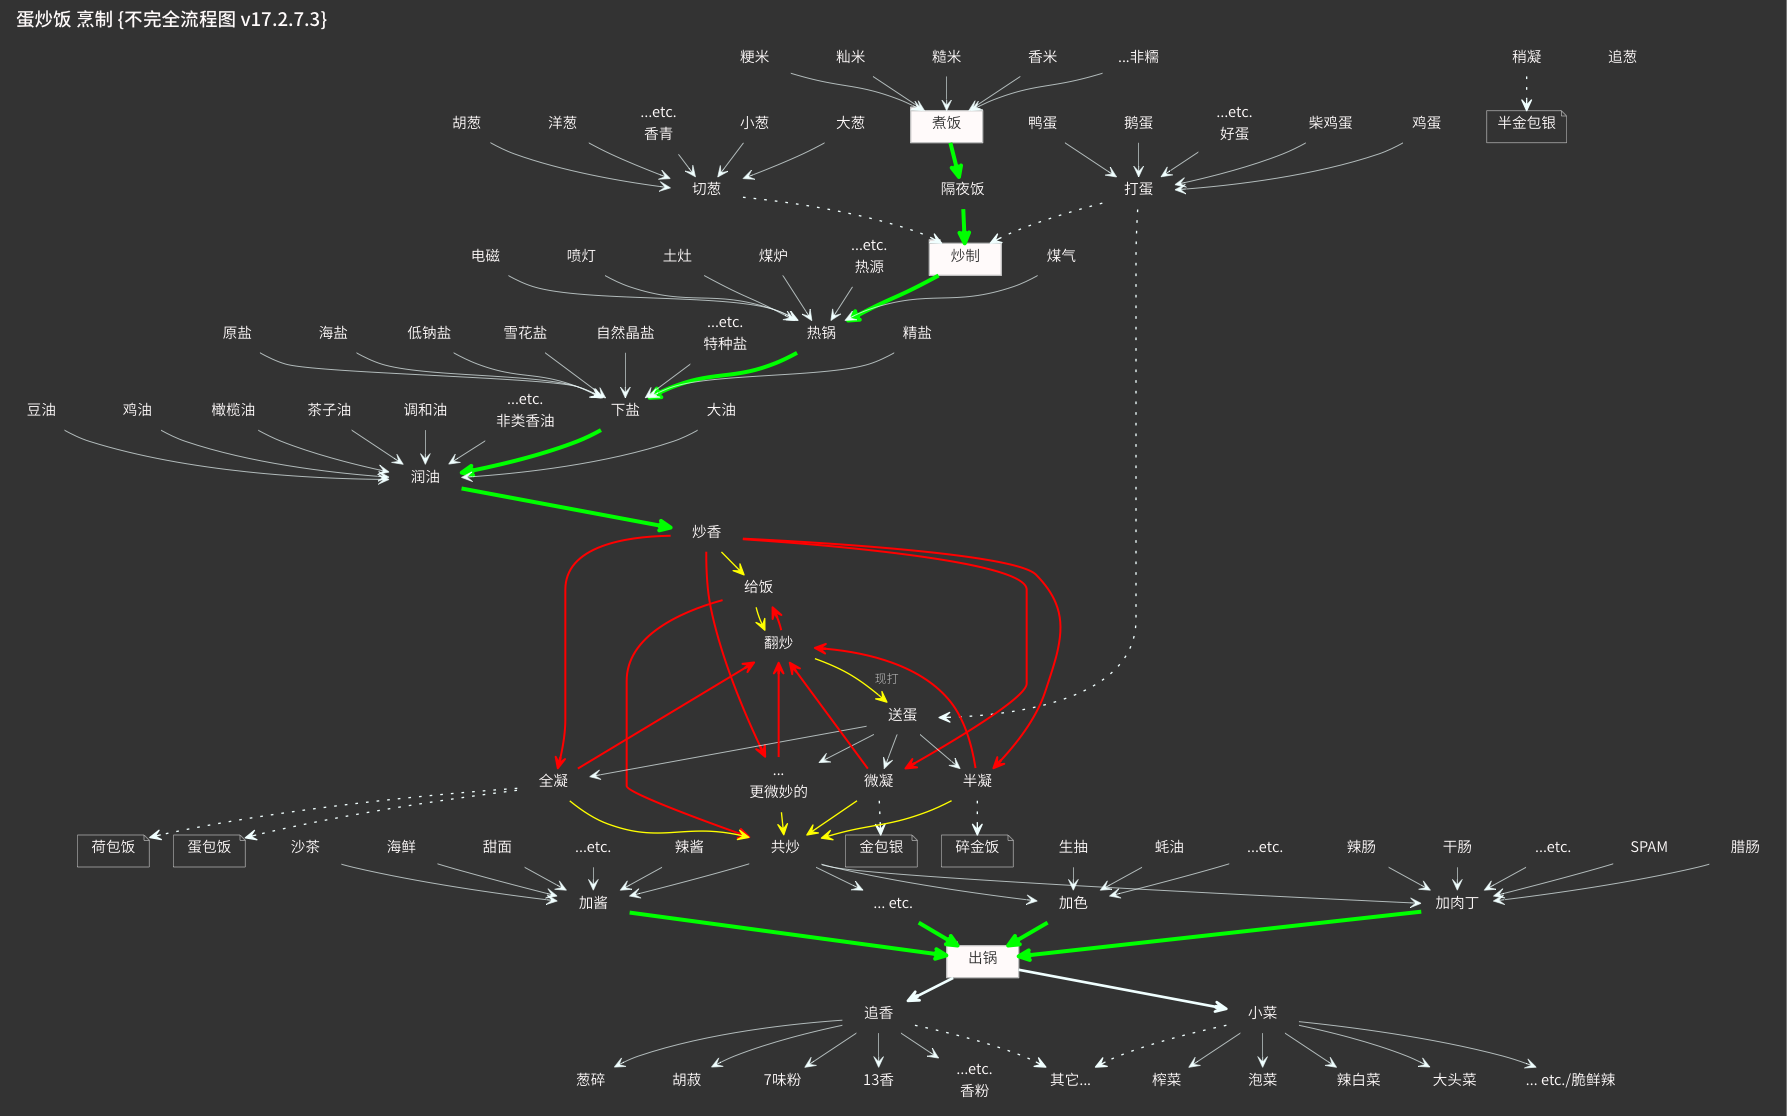 蛋炒饭 烹制 {不完全流程图 v17.2.7.3}
粳米
籼米
糙米
香米
...非糯
稍凝
追葱
胡葱
洋葱
...etc.
香青
小葱
大葱
煮饭
鸭蛋
鹅蛋
...etc.
好蛋
柴鸡蛋
鸡蛋
半金包银
切葱
隔夜饭
打蛋
电磁
喷灯
土灶
煤炉
...etc.
热源
炒制
煤气
原盐
海盐
低钠盐
雪花盐
自然晶盐
...etc.
特种盐
热锅
精盐
豆油
鸡油
橄榄油
茶子油
调和油
...etc.
非类香油
下盐
大油
润油
炒香
给饭
翻炒
现打
送蛋
全凝
...
更微妙的
微凝
半凝
荷包饭
蛋包饭
沙茶
海鲜
甜面
...etc.
辣酱
共炒
金包银
碎金饭
生抽
蚝油
...etc.
辣肠
干肠
...etc.
SPAM
腊肠
加酱
... etc.
加色
加肉丁
出锅
追香
小菜
葱碎
胡菽
7味粉
13香
...etc.
香粉
其它...
榨菜
泡菜
辣白菜
大头菜
... etc./脆鲜辣